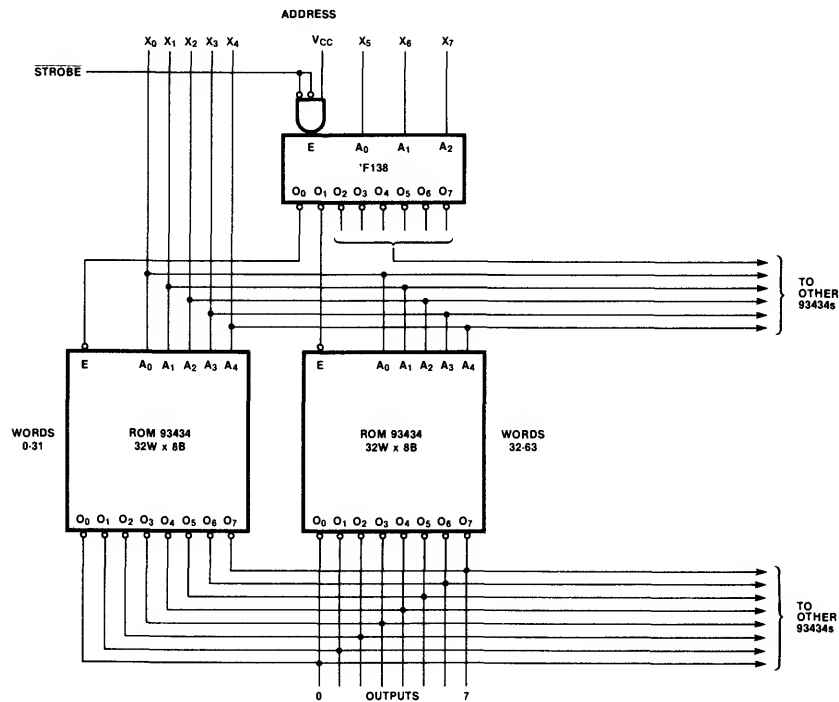 ADDRESS
X0 X1 X2 X3 X4 VCC X5 X6 X7
STROBE
E A0 A1 A2
'F138
O0 O1 O2 O3 O4 O5 O6 O7
TO
OTHER
93434s
E A0 A1 A2 A3 A4
E A0 A1 A2 A3 A4
WORDS
0-31
ROM 93434
32W x 8B
ROM 93434
32W x 8B
WORDS
32-63
O0 O1 O2 O3 O4 O5 O6 O7
O0 O1 O2 O3 O4 O5 O6 O7
TO
OTHER
93434s
0 OUTPUTS 7